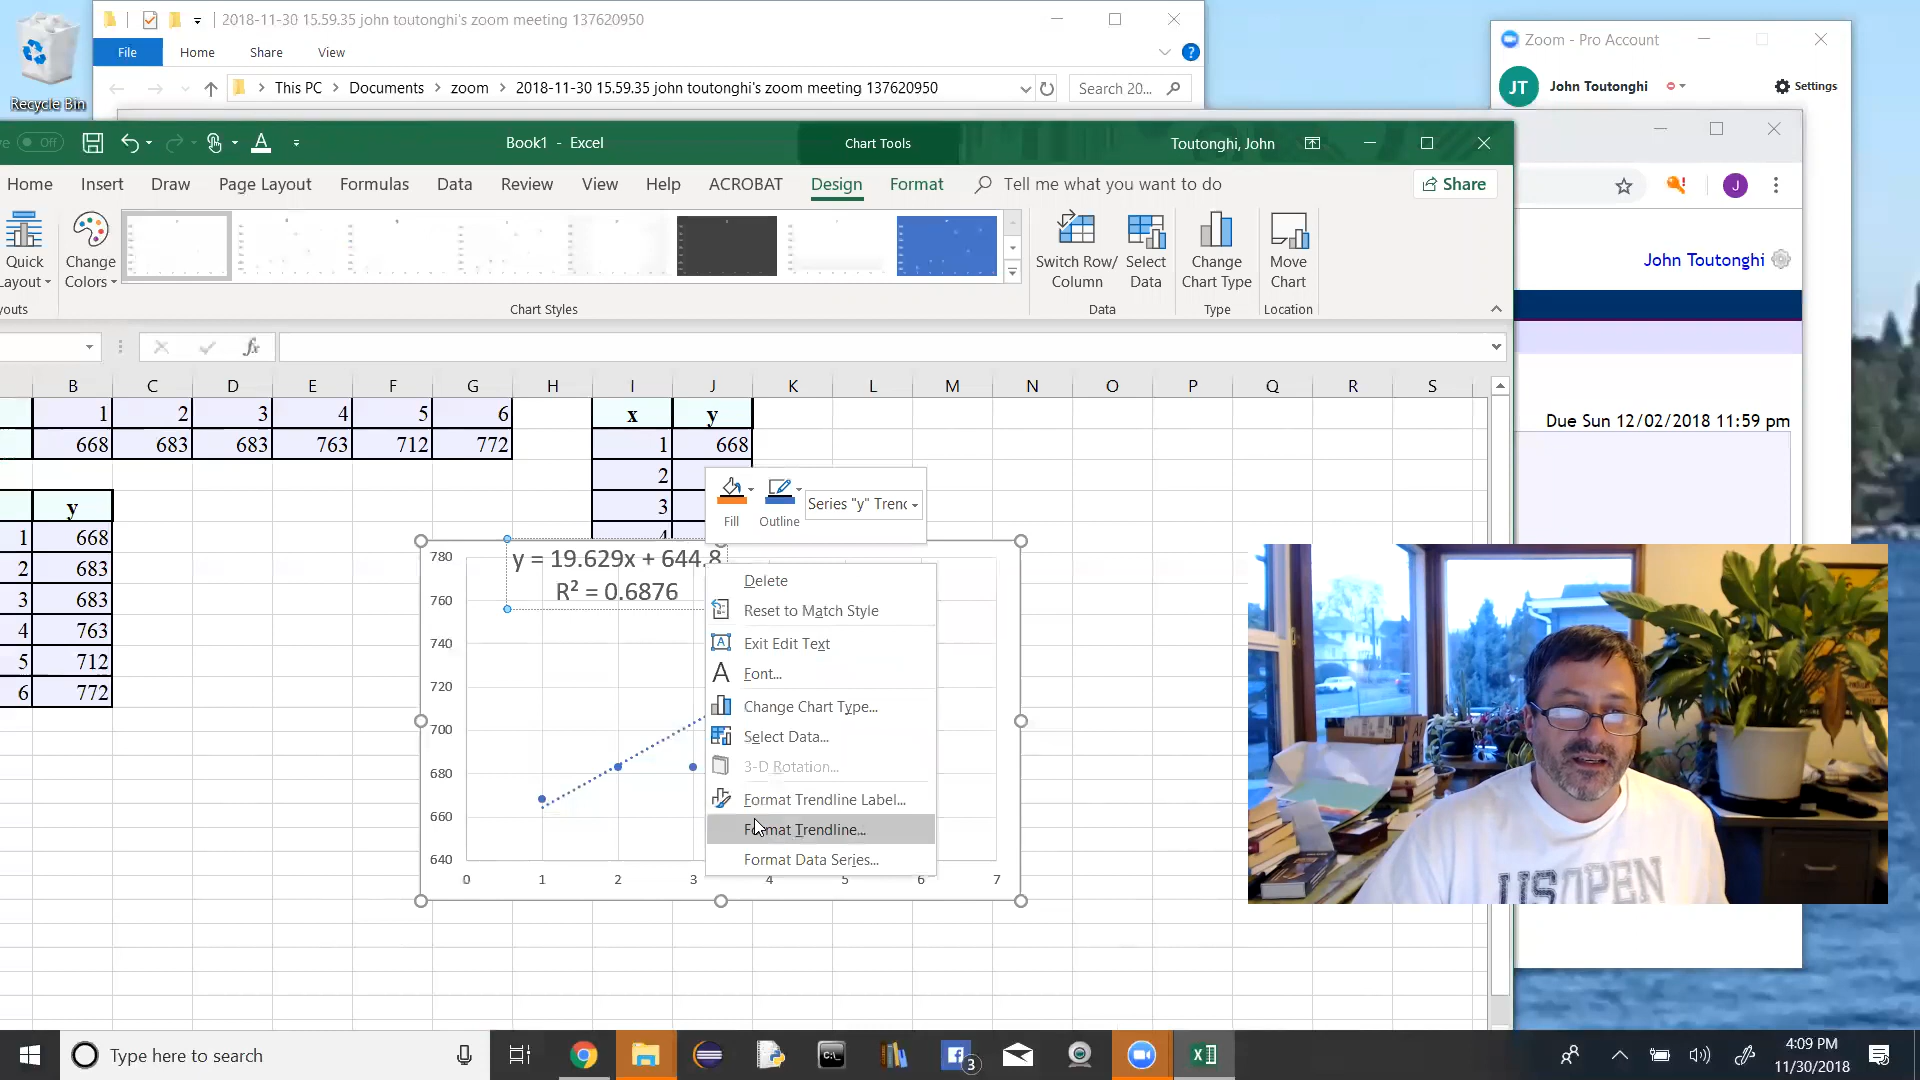 2018-11-30 15.59.35 john toutonghi's zoom meeting 137620950
File Home Share View
This PC Documents zoom 2018-11-30 15.59.35 john toutonghi's zoom meeting 137620950
Search 20...
Recycle Bin
Zoom - Pro Account
JT John Toutonghi
Settings
Off
Book1 - Excel
Chart Tools
Toutonghi, John
Home Insert Draw Page Layout Formulas Data Review View Help ACROBAT Design Format Tell me what you want to do
Share
J
Quick
Layout
Change
Colors
Switch Row/
Column
Select
Data
Change
Chart Type
Move
Chart
Chart Styles
Data
Type
Location
John Toutonghi
fx
B C D E F G H I J K L M N O P Q R S
1 2 3 4 5 6 x y
668 683 683 763 712 772 1 668
2
3
4
Due Sun 12/02/2018 11:59 pm
y
1 668
2 683
3 683
4 763
5 712
6 772
Fill
Outline
Series "y" Trenc
y = 19.629x + 644.8
R² = 0.6876
780
760
740
720
700
680
660
640
0 1 2 3 4 5 6 7
Delete
Reset to Match Style
Exit Edit Text
Font...
Change Chart Type...
Select Data...
3-D Rotation...
Format Trendline Label...
Format Trendline...
Format Data Series...
US OPEN
Type here to search
3
4:09 PM
11/30/2018